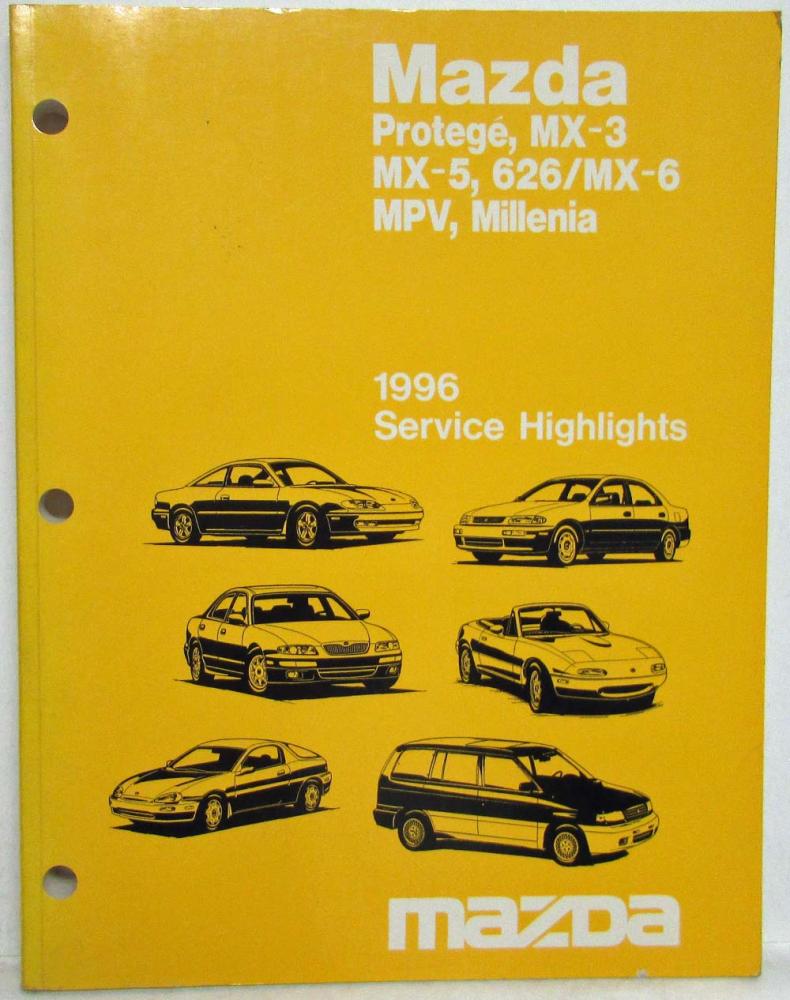 Mazda
Protegé, MX-3
MX-5, 626/MX-6
MPV, Millenia
1996
Service Highlights
mazda